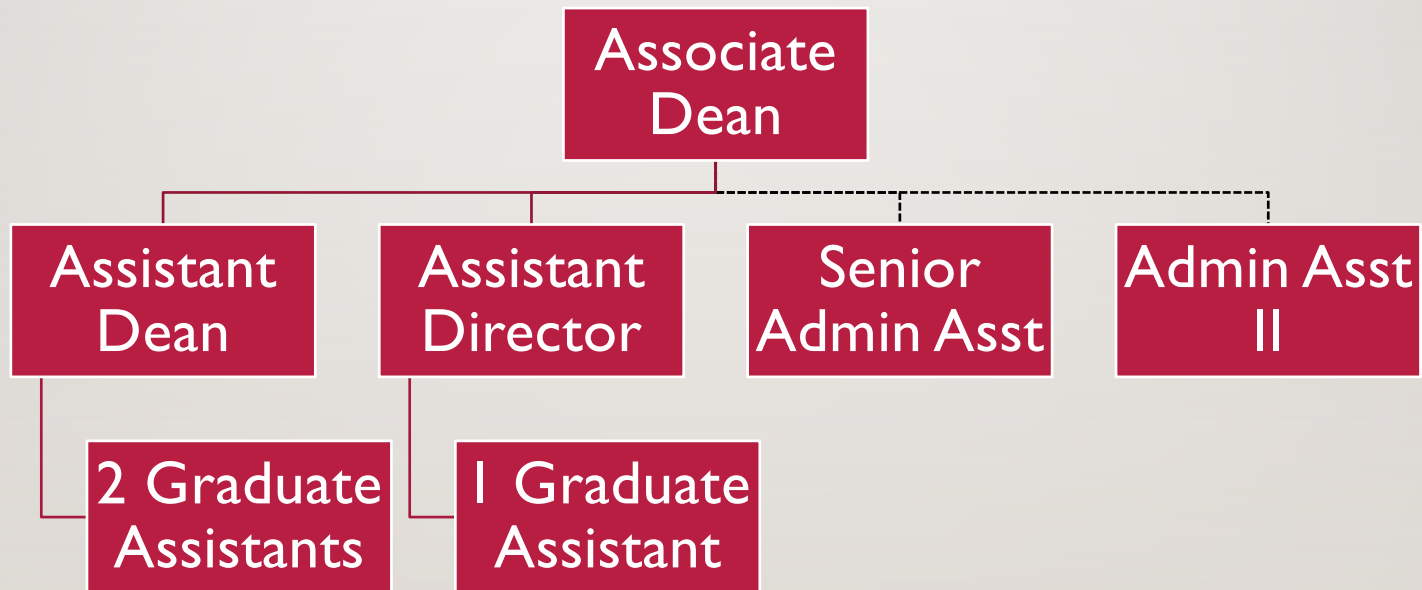 Associate
Dean
Assistant
Dean
Assistant
Director
Senior
Admin Asst
Admin Asst
II
2 Graduate
Assistants
1 Graduate
Assistant